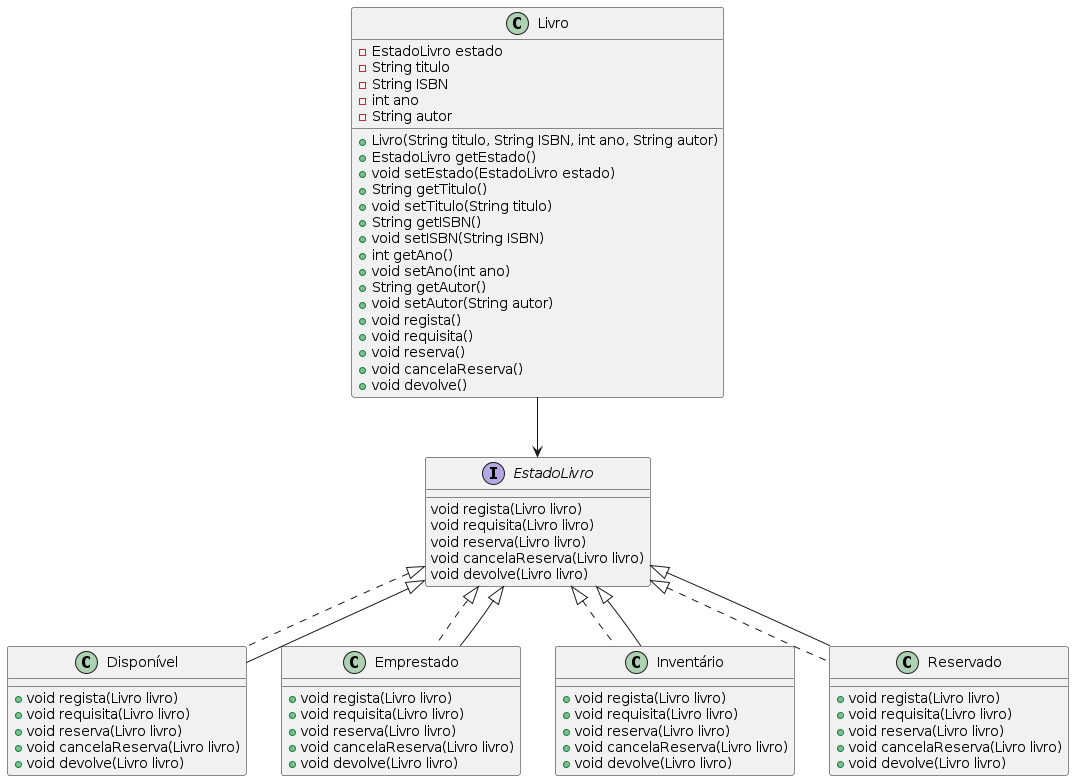 C Livro
EstadoLivro estado
String titulo
String ISBN
int ano
String autor
Livro(String titulo, String ISBN, int ano, String autor)
EstadoLivro getEstado()
void setEstado(EstadoLivro estado)
String getTitulo()
void setTitulo(String titulo)
String getISBN()
void setISBN(String ISBN)
int getAno()
void setAno(int ano)
String getAutor()
void setAutor(String autor)
void regista()
void requisita()
void reserva()
void cancelaReserva()
void devolve()
I EstadoLivro
void regista(Livro livro)
void requisita(Livro livro)
void reserva(Livro livro)
void cancelaReserva(Livro livro)
void devolve(Livro livro)
C Disponível
void regista(Livro livro)
void requisita(Livro livro)
void reserva(Livro livro)
void cancelaReserva(Livro livro)
void devolve(Livro livro)
C Emprestado
void regista(Livro livro)
void requisita(Livro livro)
void reserva(Livro livro)
void cancelaReserva(Livro livro)
void devolve(Livro livro)
C Inventário
void regista(Livro livro)
void requisita(Livro livro)
void reserva(Livro livro)
void cancelaReserva(Livro livro)
void devolve(Livro livro)
C Reservado
void regista(Livro livro)
void requisita(Livro livro)
void reserva(Livro livro)
void cancelaReserva(Livro livro)
void devolve(Livro livro)